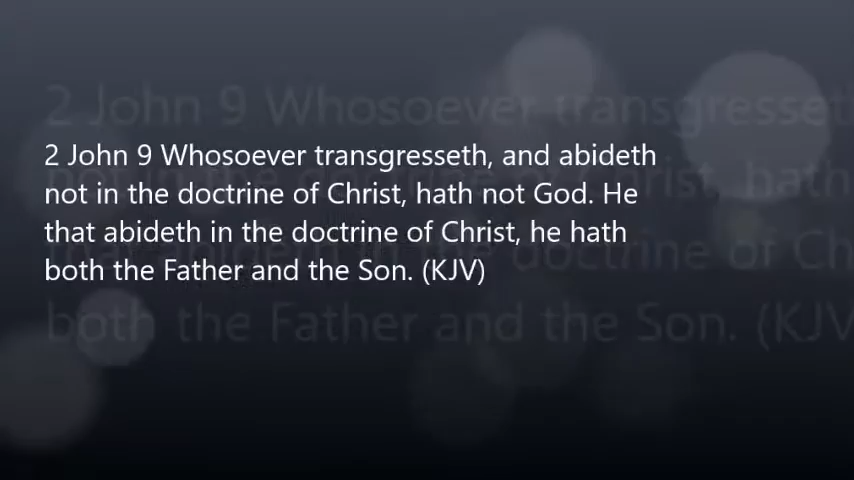 2 John 9 Whosoever transgresseth, and abideth
not in the doctrine of Christ, hath not God. He
that abideth in the doctrine of Christ, he hath
both the Father and the Son. (KJV)